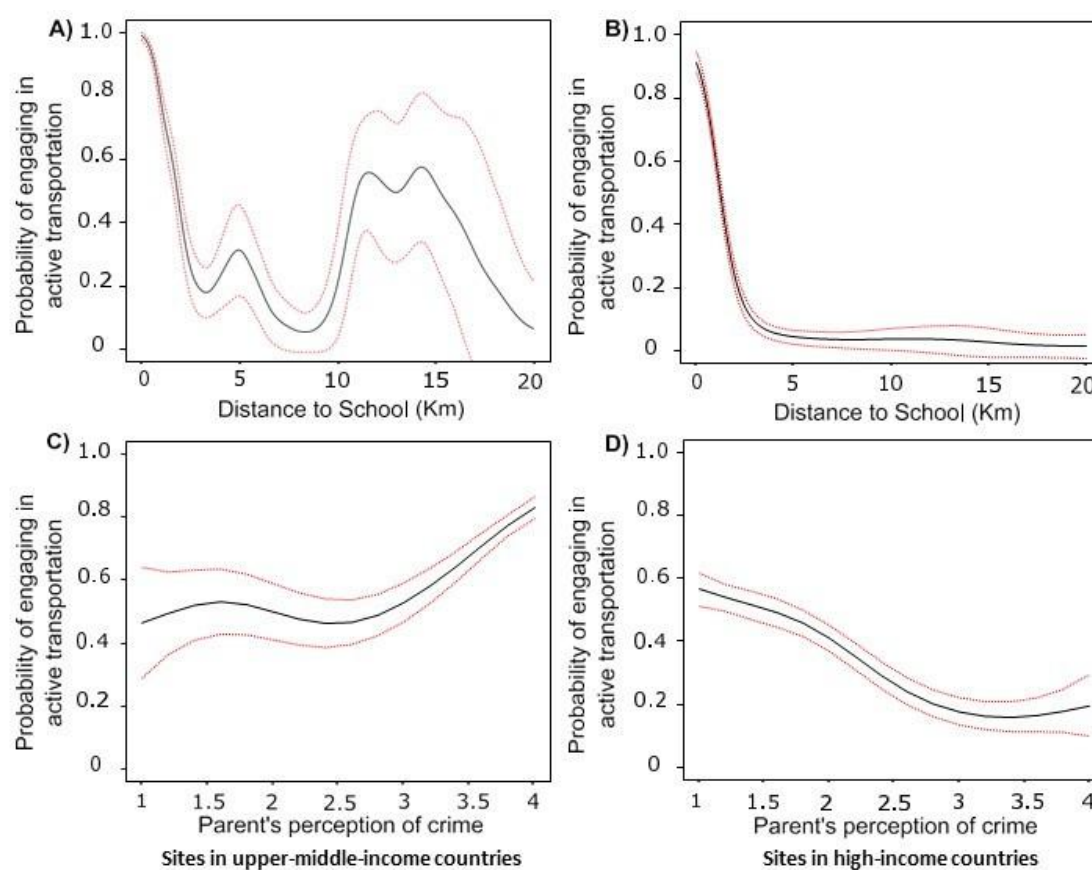 A)
Probability of engaging in
active transportation
1.0
0.8
0.6
0.4
0.2
0
0 5 10 15 20
Distance to School (Km)
B)
Probability of engaging in
active transportation
1.0
0.8
0.6
0.4
0.2
0
0 5 10 15 20
Distance to School (Km)
C)
Probability of engaging in
active transportation
1.0
0.8
0.6
0.4
0.2
0
1 1.5 2 2.5 3 3.5 4
Parent's perception of crime
Sites in upper-middle-income countries
D)
Probability of engaging in
active transportation
1.0
0.8
0.6
0.4
0.2
0
1 1.5 2 2.5 3 3.5 4
Parent's perception of crime
Sites in high-income countries